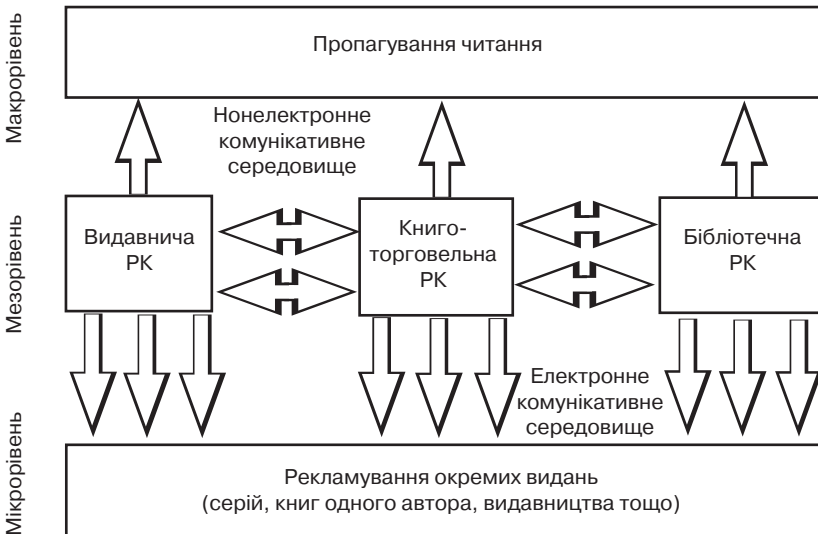 Макрорівень
Пропагування читання
Нонелектронне
комунікативне
середовище
Мезорівень
Видавнича
РК
Книго-
торговельна
РК
Бібліотечна
РК
Електронне
комунікативне
середовище
Мікрорівень
Рекламування окремих видань
(серій, книг одного автора, видавництва тощо)